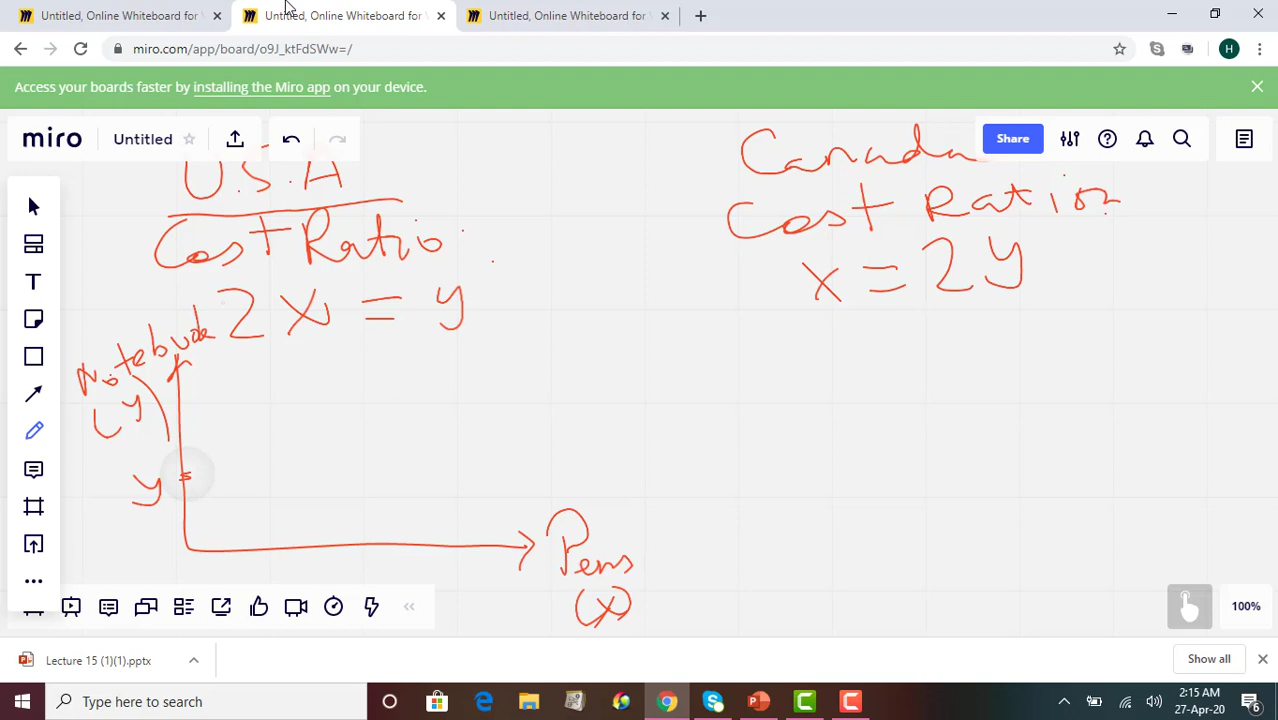 Untitled, Online Whiteboard for V
Untitled, Online Whiteboard for V
Untitled, Online Whiteboard for V
miro.com/app/board/o9J_ktFdSWw=/
H
Access your boards faster by installing the Miro app on your device.
miro
Untitled
Share
U.S.A
Cost Ratio
2x = y
Canada
Cost Ration
x = 2y
y
y
Pens
(x)
100%
Lecture 15 (1)(1).pptx
Show all
Type here to search
2:15 AM
27-Apr-20
6